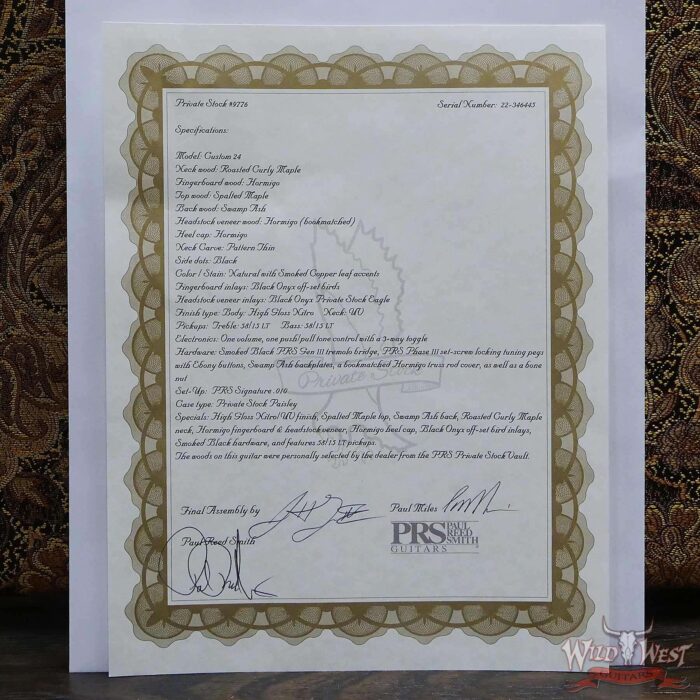 Private Stock #9776 Serial Number: 22-346445
Specifications:
Model: Custom 24
Neck wood: Roasted Curly Maple
Fingerboard wood: Hormigo
Top wood: Spalted Maple
Back wood: Swamp Ash
Headstock veneer wood: Hormigo (bookmatched)
Heel cap: Hormigo
Neck Carve: Pattern Thin
Side dots: Black
Color / Stain: Natural with Smoked Copper leaf accents
Fingerboard inlays: Black Onyx off-set birds
Headstock veneer inlays: Black Onyx Private Stock Eagle
Finish type: Body: High Gloss Nitro Neck: UV
Pickups: Treble: 58/15 LT Bass: 58/15 LT
Electronics: One volume, one push/pull tone control with a 3-way toggle
Hardware: Smoked Black PRS Gen III tremolo bridge, PRS Phase III set-screw locking tuning pegs
with Ebony buttons, Swamp Ash backplates, a bookmatched Hormigo truss rod cover, as well as a bone
nut
Private
Set-Up: PRS Signature .010
Case type: Private Stock Paisley
Specials: High Gloss Nitro/ UV finish, Spalted Maple top, Swamp Ash back, Roasted Curly Maple
neck, Hormigo fingerboard & headstock veneer, Hormigo heel cap, Black Onyx off-set bird inlays,
Smoked Black hardware, and features 58/15 LT pickups.
The woods on this guitar were personally selected by the dealer from the PRS Private Stock Vault.
Final Assembly by Paul Miles
Paul Reed Smith
PRS PAUL REED SMITH
GUITARS
WILD WEST
GUITARS